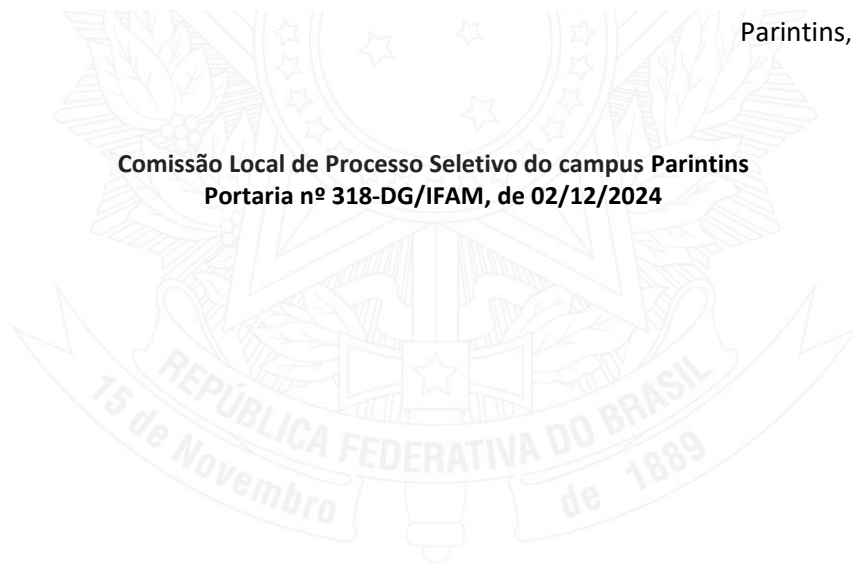 Parintins,
Comissão Local de Processo Seletivo do campus Parintins
Portaria nº 318-DG/IFAM, de 02/12/2024
REPÚBLICA FEDERATIVA DO BRASIL
15 de Novembro de 1889